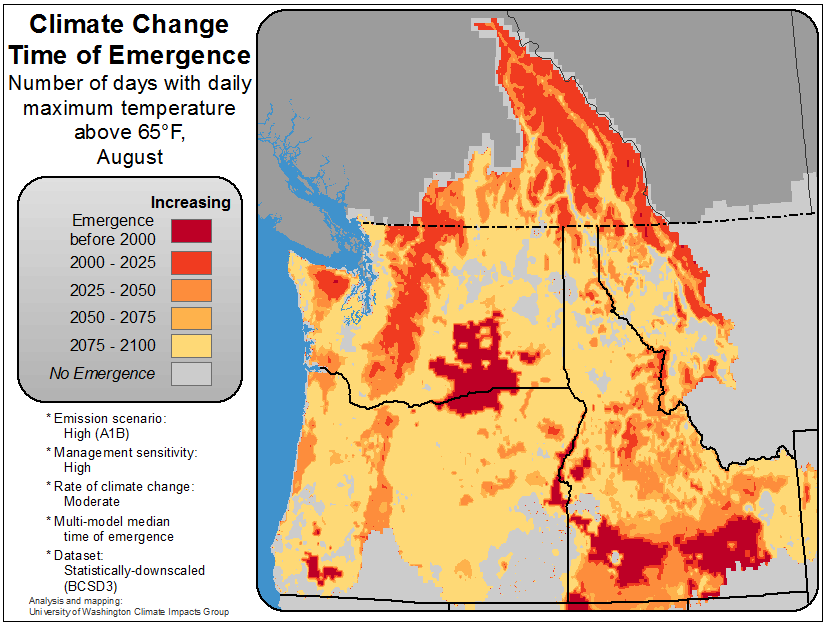 Climate Change
Time of Emergence
Number of days with daily
maximum temperature
above 65°F,
August
Increasing
Emergence
before 2000
2000 - 2025
2025 - 2050
2050 - 2075
2075 - 2100
No Emergence
* Emission scenario:
High (A1B)
* Management sensitivity:
High
* Rate of climate change:
Moderate
* Multi-model median
time of emergence
* Dataset:
Statistically-downscaled
(BCSD3)
Analysis and mapping:
University of Washington Climate Impacts Group